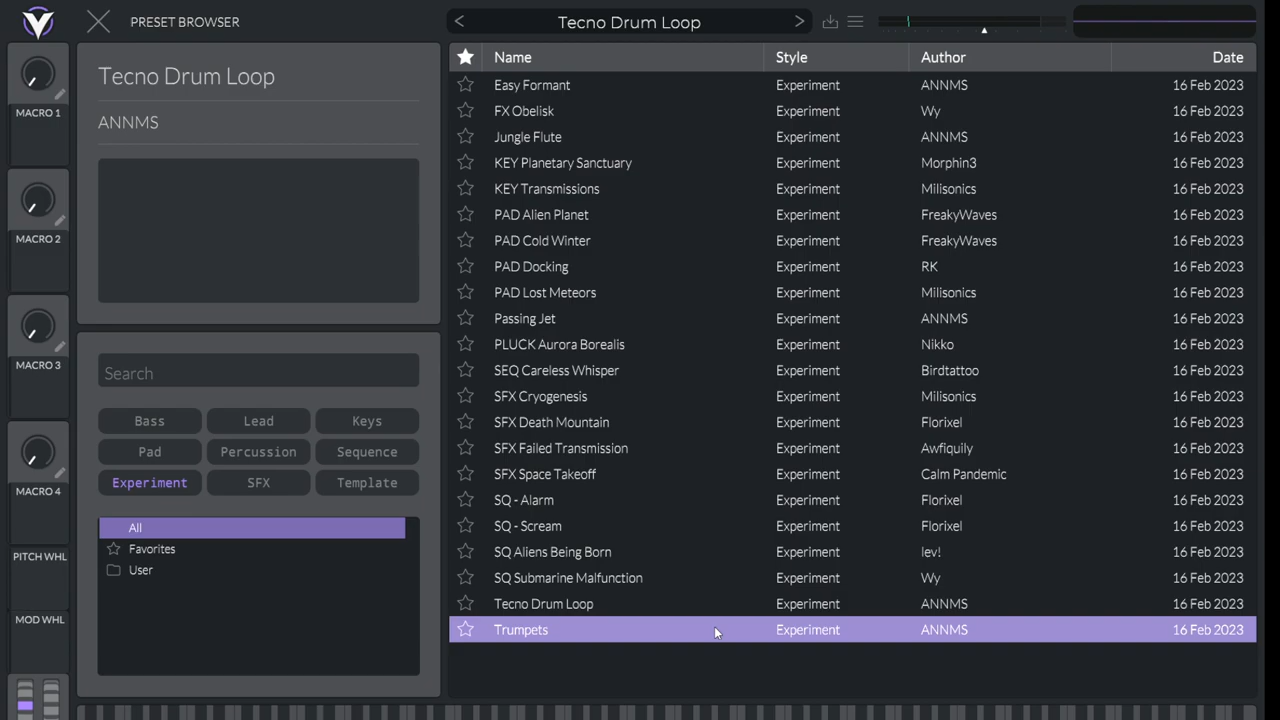 PRESET BROWSER
Tecno Drum Loop
MACRO 1
MACRO 2
MACRO 3
MACRO 4
PITCH WHL
MOD WHL
Tecno Drum Loop
ANNMS
Search
Bass Lead Keys
Pad Percussion Sequence
Experiment SFX Template
All
Favorites
User
Name Style Author Date
Easy Formant Experiment ANNMS 16 Feb 2023
FX Obelisk Experiment Wy 16 Feb 2023
Jungle Flute Experiment ANNMS 16 Feb 2023
KEY Planetary Sanctuary Experiment Morphin3 16 Feb 2023
KEY Transmissions Experiment Milisonics 16 Feb 2023
PAD Alien Planet Experiment FreakyWaves 16 Feb 2023
PAD Cold Winter Experiment FreakyWaves 16 Feb 2023
PAD Docking Experiment RK 16 Feb 2023
PAD Lost Meteors Experiment Milisonics 16 Feb 2023
Passing Jet Experiment ANNMS 16 Feb 2023
PLUCK Aurora Borealis Experiment Nikko 16 Feb 2023
SEQ Careless Whisper Experiment Birdtattoo 16 Feb 2023
SFX Cryogenesis Experiment Milisonics 16 Feb 2023
SFX Death Mountain Experiment Florixel 16 Feb 2023
SFX Failed Transmission Experiment Awfiquily 16 Feb 2023
SFX Space Takeoff Experiment Calm Pandemic 16 Feb 2023
SQ - Alarm Experiment Florixel 16 Feb 2023
SQ - Scream Experiment Florixel 16 Feb 2023
SQ Aliens Being Born Experiment lev! 16 Feb 2023
SQ Submarine Malfunction Experiment Wy 16 Feb 2023
Tecno Drum Loop Experiment ANNMS 16 Feb 2023
Trumpets Experiment ANNMS 16 Feb 2023